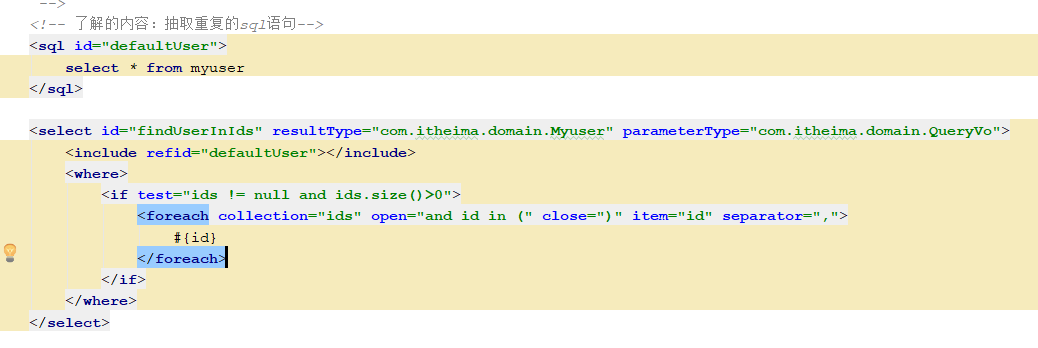 -->
<!-- 了解的内容：抽取重复的sql语句-->
<sql id="defaultUser">
select * from myuser
</sql>
<select id="findUserInIds" resultType="com.itheima.domain.Myuser" parameterType="com.itheima.domain.QueryVo">
<include refid="defaultUser"></include>
<where>
<if test="ids != null and ids.size()>0">
<foreach collection="ids" open="and id in (" close=")" item="id" separator=",">
#{id}
</foreach>
</if>
</where>
</select>